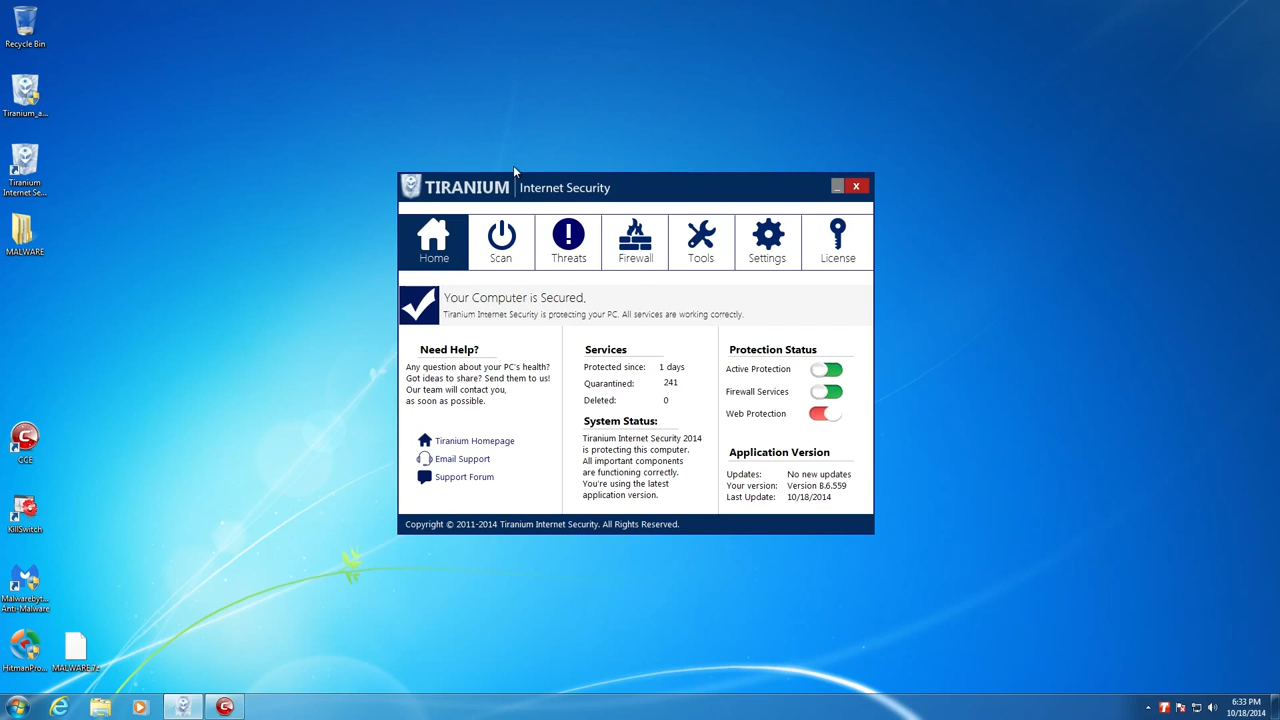 Recycle Bin
Tiranium_a...
Tiranium
Internet Se...
MALWARE
CCE
KillSwitch
Malwarebyt...
Anti-Malware
HitmanPro...
MALWARE.7z
TIRANIUM
Internet Security
_
x
Home
Scan
Threats
Firewall
Tools
Settings
License
Your Computer is Secured.
Tiranium Internet Security is protecting your PC. All services are working correctly.
Need Help?
Any question about your PC's health?
Got ideas to share? Send them to us!
Our team will contact you,
as soon as possible.
Tiranium Homepage
Email Support
Support Forum
Services
Protected since: 1 days
Quarantined: 241
Deleted: 0
System Status:
Tiranium Internet Security 2014
is protecting this computer.
All important components
are functioning correctly.
You're using the latest
application version.
Protection Status
Active Protection
Firewall Services
Web Protection
Application Version
Updates: No new updates
Your version: Version B.6.559
Last Update: 10/18/2014
Copyright © 2011-2014 Tiranium Internet Security. All Rights Reserved.
6:33 PM
10/18/2014